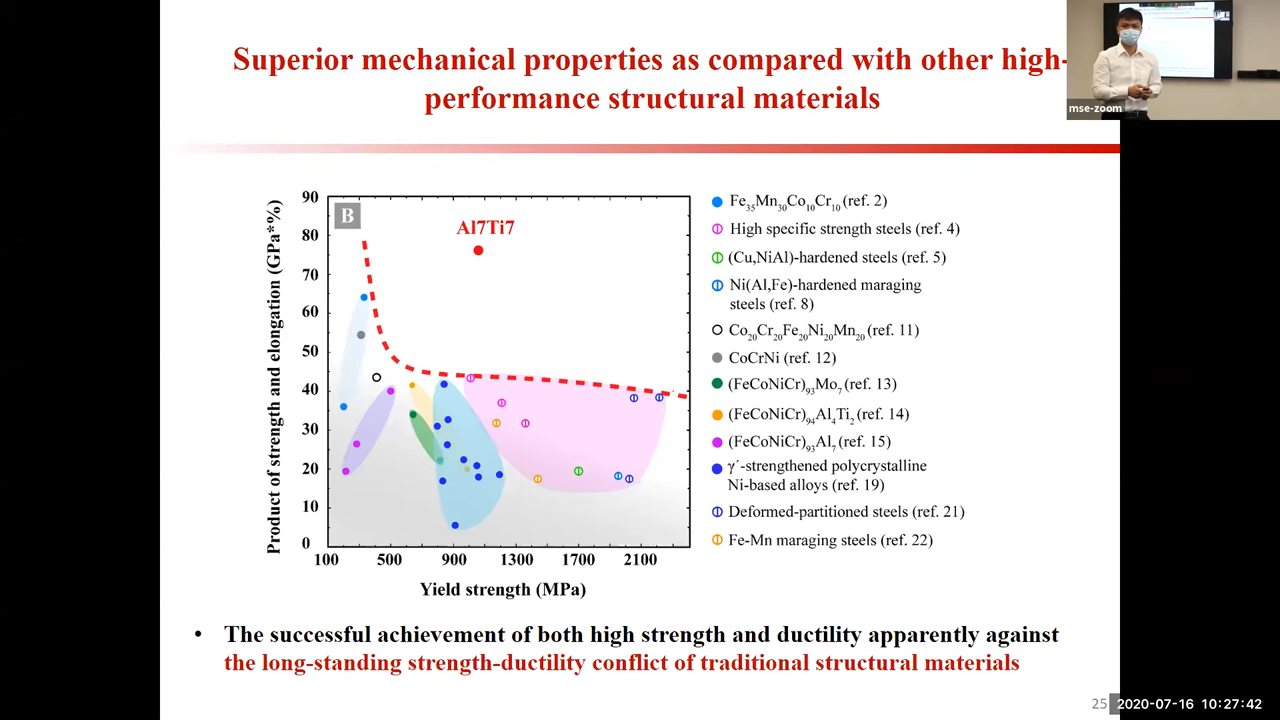 Superior mechanical properties as compared with other high-
performance structural materials
mse-zoom
B
Al7Ti7
Product of strength and elongation (GPa*%)
90
80
70
60
50
40
30
20
10
0
100 500 900 1300 1700 2100
Yield strength (MPa)
Fe35Mn30Co10Cr10 (ref. 2)
High specific strength steels (ref. 4)
(Cu,NiAl)-hardened steels (ref. 5)
Ni(Al,Fe)-hardened maraging
steels (ref. 8)
Co20Cr20Fe20Ni20Mn20 (ref. 11)
CoCrNi (ref. 12)
(FeCoNiCr)93Mo7 (ref. 13)
(FeCoNiCr)94Al4Ti2 (ref. 14)
(FeCoNiCr)93Al7 (ref. 15)
γ´-strengthened polycrystalline
Ni-based alloys (ref. 19)
Deformed-partitioned steels (ref. 21)
Fe-Mn maraging steels (ref. 22)
• The successful achievement of both high strength and ductility apparently against
the long-standing strength-ductility conflict of traditional structural materials
25 2020-07-16 10:27:42